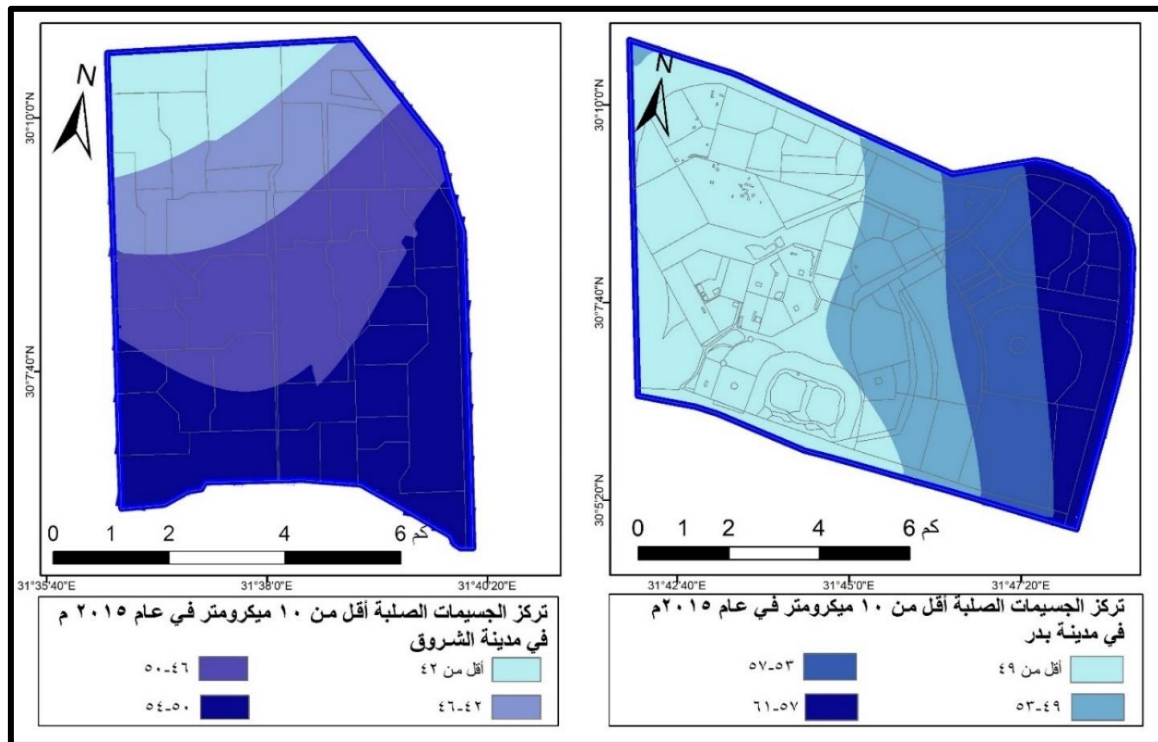 N
30°10'0"N
30°7'40"N
0 1 2 4 6 كم
31°35'40"E 31°38'0"E 31°40'20"E
تركز الجسيمات الصلبة أقل من ١٠ ميكرومتر في عام ٢٠١٥ م
في مدينة الشروق
أقل من ٤٢
٤٦-٥٠
٤٢-٤٦
٥٠-٥٤
N
30°10'0"N
30°7'40"N
30°5'20"N
0 1 2 4 6 كم
31°42'40"E 31°45'0"E 31°47'20"E
تركز الجسيمات الصلبة أقل من ١٠ ميكرومتر في عام ٢٠١٥م
في مدينة بدر
أقل من ٤٩
٥٣-٥٧
٤٩-٥٣
٥٧-٦١